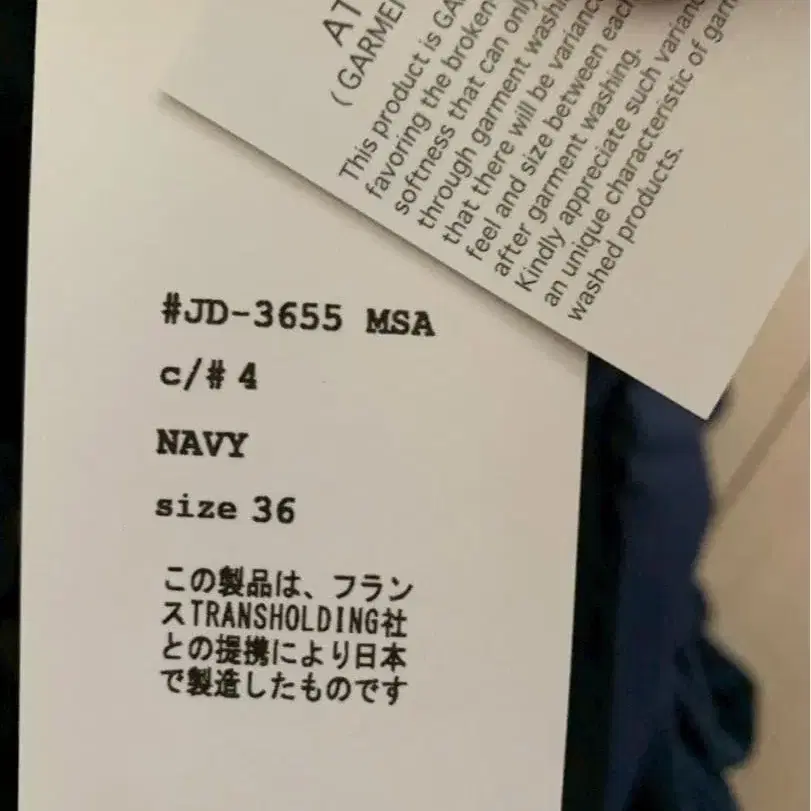 AT
(GARMEN
This product is GA
favoring the broken
softness that can only
through garment washi
that there will be variance
feel and size between each
after garment washing.
Kindly appreciate such varianc
an unique characteristic of garm
washed products.
#JD-3655 MSA
c/# 4
NAVY
size 36
この製品は、フラン
スTRANSHOLDING社
との提携により日本
で製造したものです